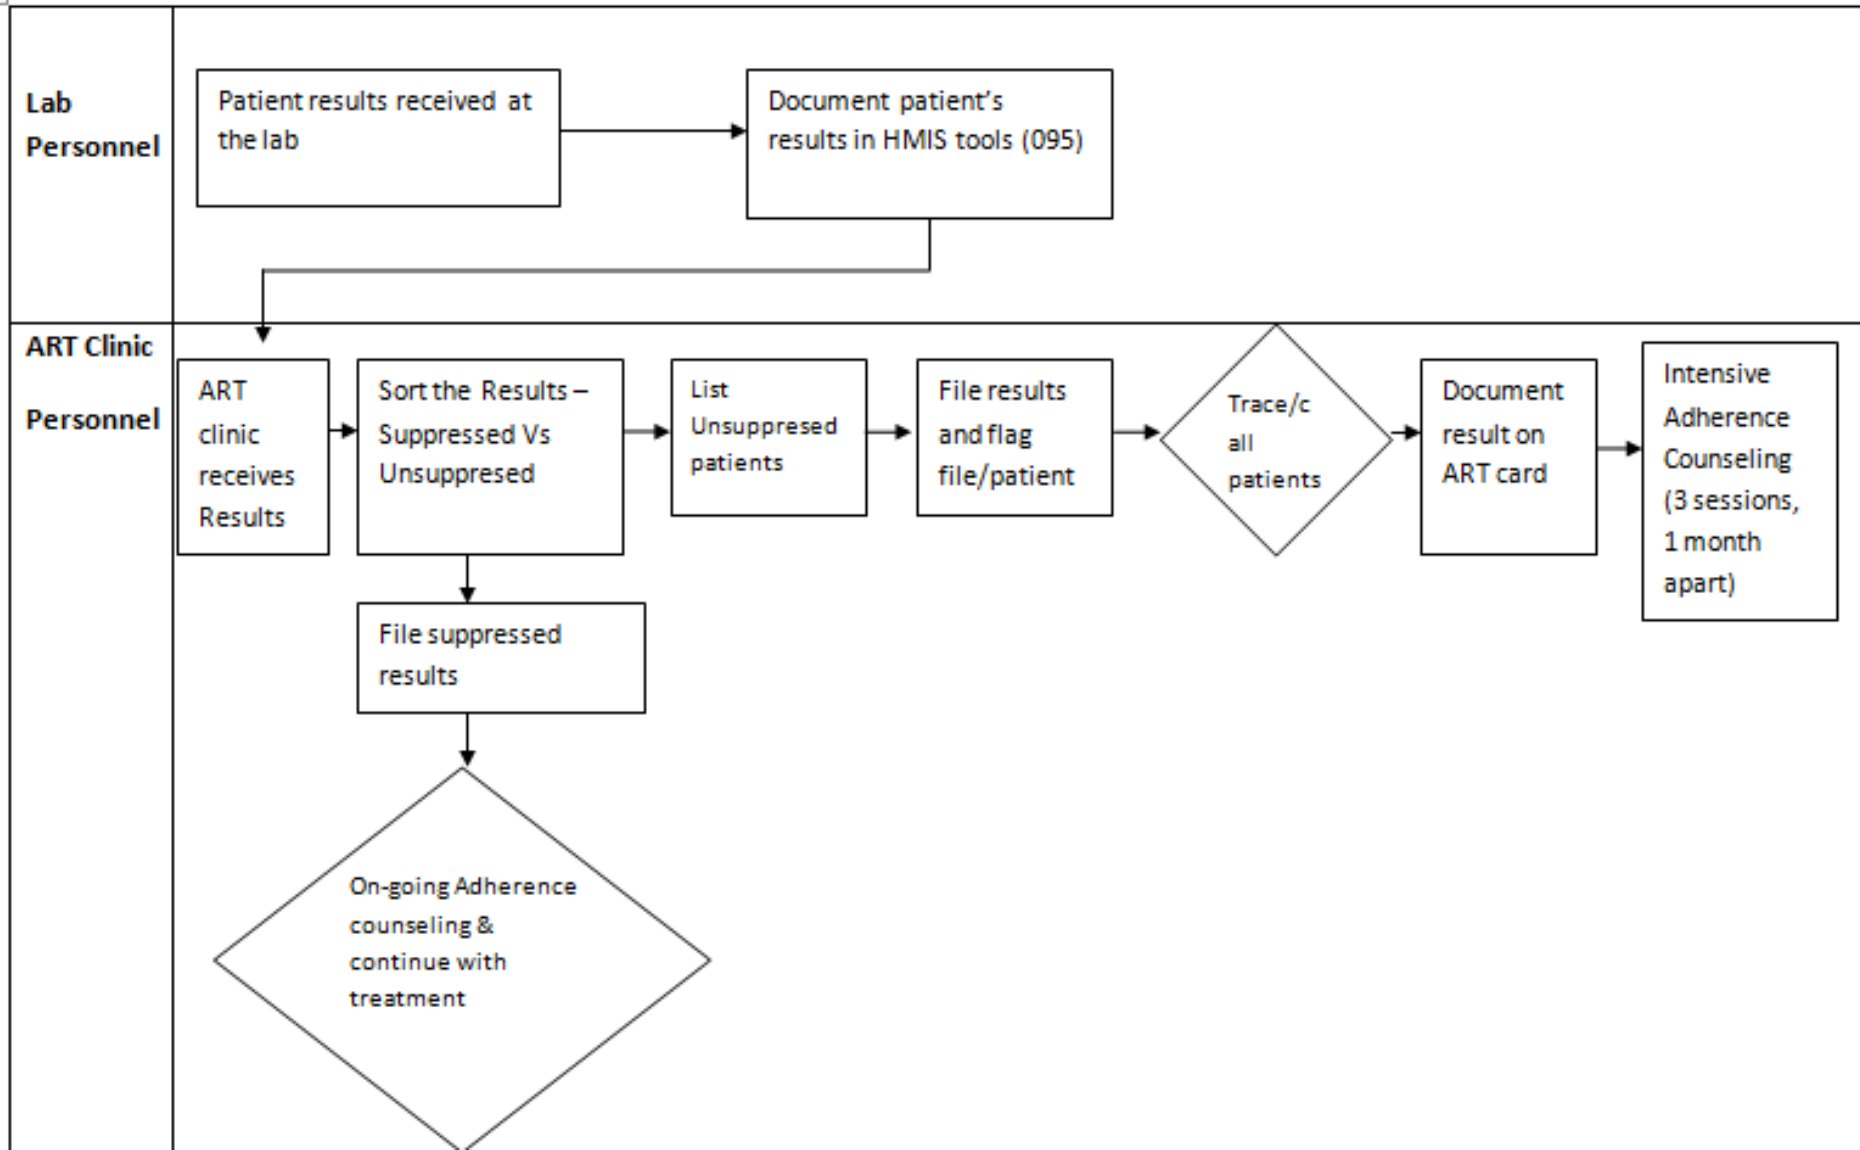 Lab
Personnel
Patient results received at
the lab
Document patient's
results in HMIS tools (095)
ART Clinic
Personnel
ART
clinic
receives
Results
Sort the Results –
Suppressed Vs
Unsuppresed
List
Unsuppresed
patients
File results
and flag
file/patient
Trace/c
all
patients
Document
result on
ART card
Intensive
Adherence
Counseling
(3 sessions,
1 month
apart)
File suppressed
results
On-going Adherence
counseling &
continue with
treatment